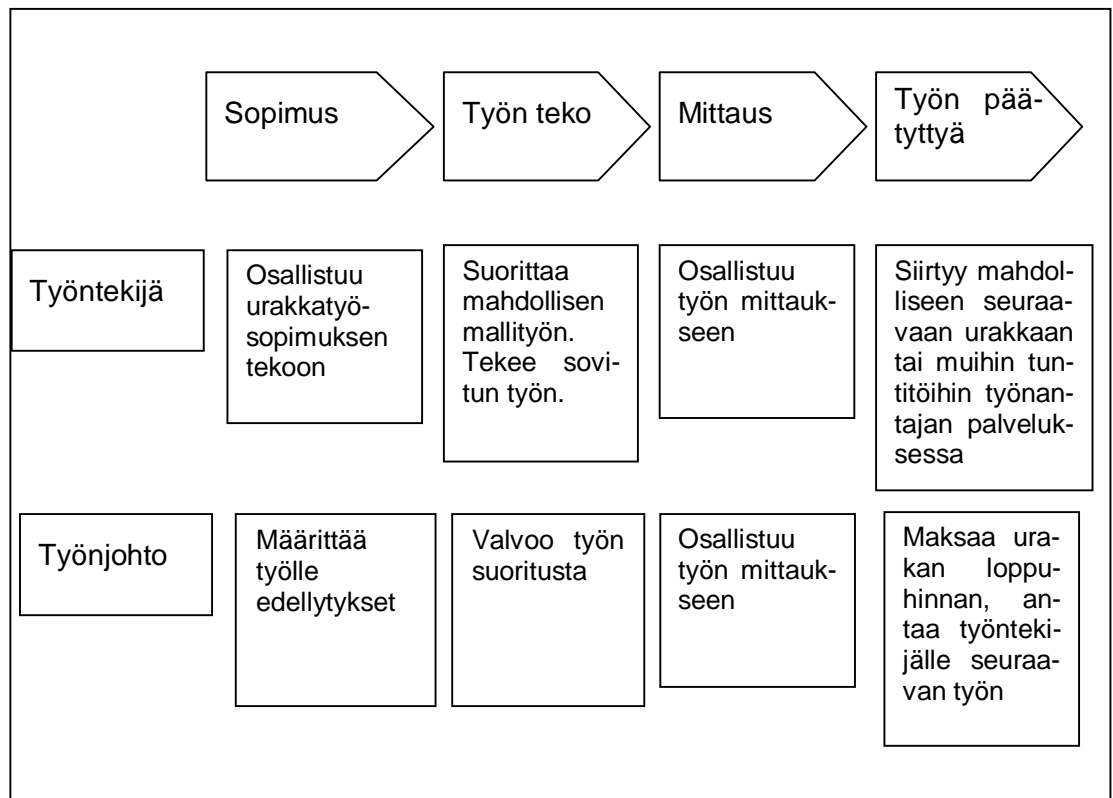 Sopimus
Työn teko
Mittaus
Työn pää-
tyttyä
Työntekijä
Osallistuu
urakkatyö-
sopimuksen
tekoon
Suorittaa
mahdollisen
mallityön.
Tekee sovi-
tun työn.
Osallistuu
työn mittauk-
seen
Siirtyy mahdol-
liseen seuraa-
vaan urakkaan
tai muihin tun-
titöihin työnan-
tajan palveluk-
sessa
Työnjohto
Määrittää
työlle
edellytykset
Valvoo työn
suoritusta
Osallistuu
työn mittauk-
seen
Maksaa ura-
kan loppu-
hinnan, an-
taa työnteki-
jälle seuraa-
van työn